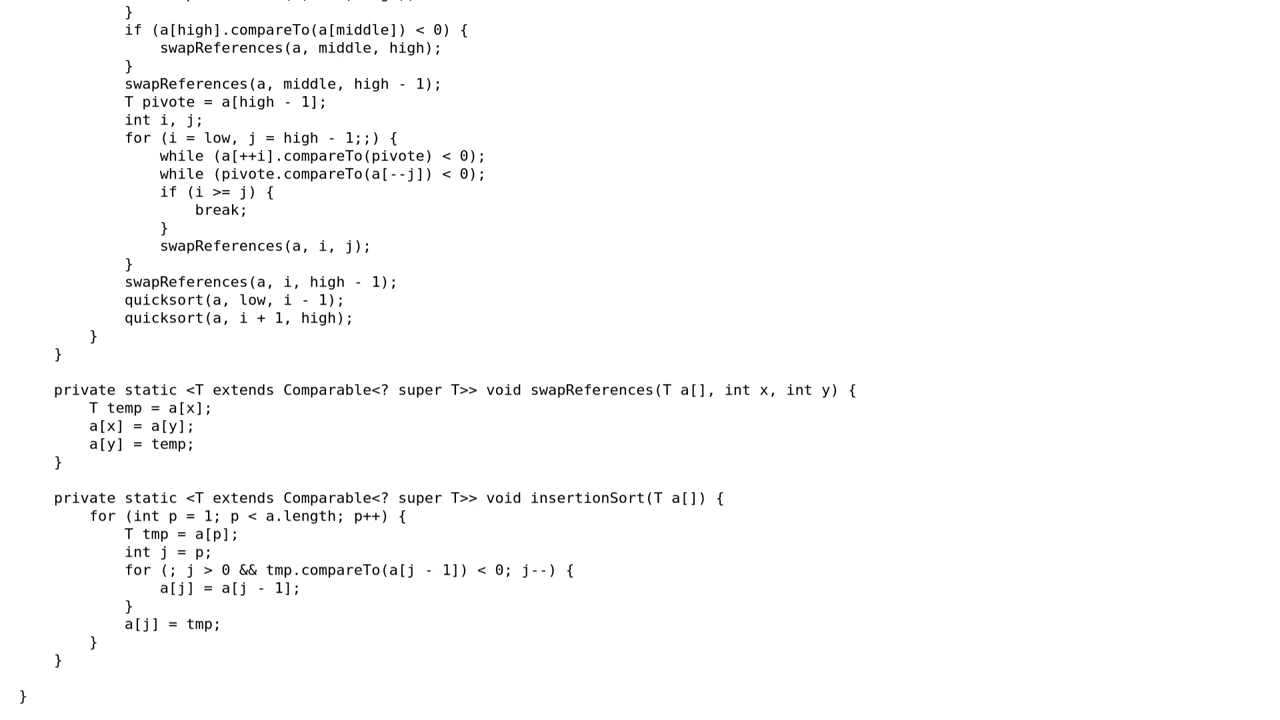 }
if (a[high].compareTo(a[middle]) < 0) {
swapReferences(a, middle, high);
}
swapReferences(a, middle, high - 1);
T pivote = a[high - 1];
int i, j;
for (i = low, j = high - 1;;) {
while (a[++i].compareTo(pivote) < 0);
while (pivote.compareTo(a[--j]) < 0);
if (i >= j) {
break;
}
swapReferences(a, i, j);
}
swapReferences(a, i, high - 1);
quicksort(a, low, i - 1);
quicksort(a, i + 1, high);
}
}
private static <T extends Comparable<? super T>> void swapReferences(T a[], int x, int y) {
T temp = a[x];
a[x] = a[y];
a[y] = temp;
}
private static <T extends Comparable<? super T>> void insertionSort(T a[]) {
for (int p = 1; p < a.length; p++) {
T tmp = a[p];
int j = p;
for (; j > 0 && tmp.compareTo(a[j - 1]) < 0; j--) {
a[j] = a[j - 1];
}
a[j] = tmp;
}
}
}